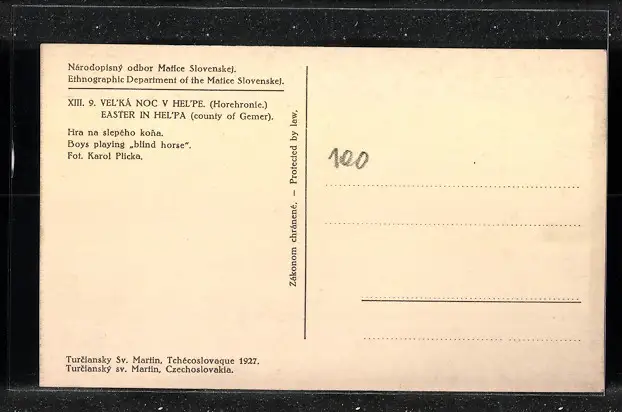 Národopisný odbor Matice Slovenskej.
Ethnographic Department of the Matice Slovenskej.
XIII. 9. VEĽKÁ NOC V HEĽPE. (Horehronie.)
EASTER IN HEĽPA (county of Gemer).
Hra na slepého koňa.
Boys playing „blind horse".
Fot. Karol Plicka.
Zákonom chránené. – Protected by law.
100
Turčiansky Sv. Martin, Tchécoslovaque 1927.
Turčianský sv. Martin, Czechoslovakia.